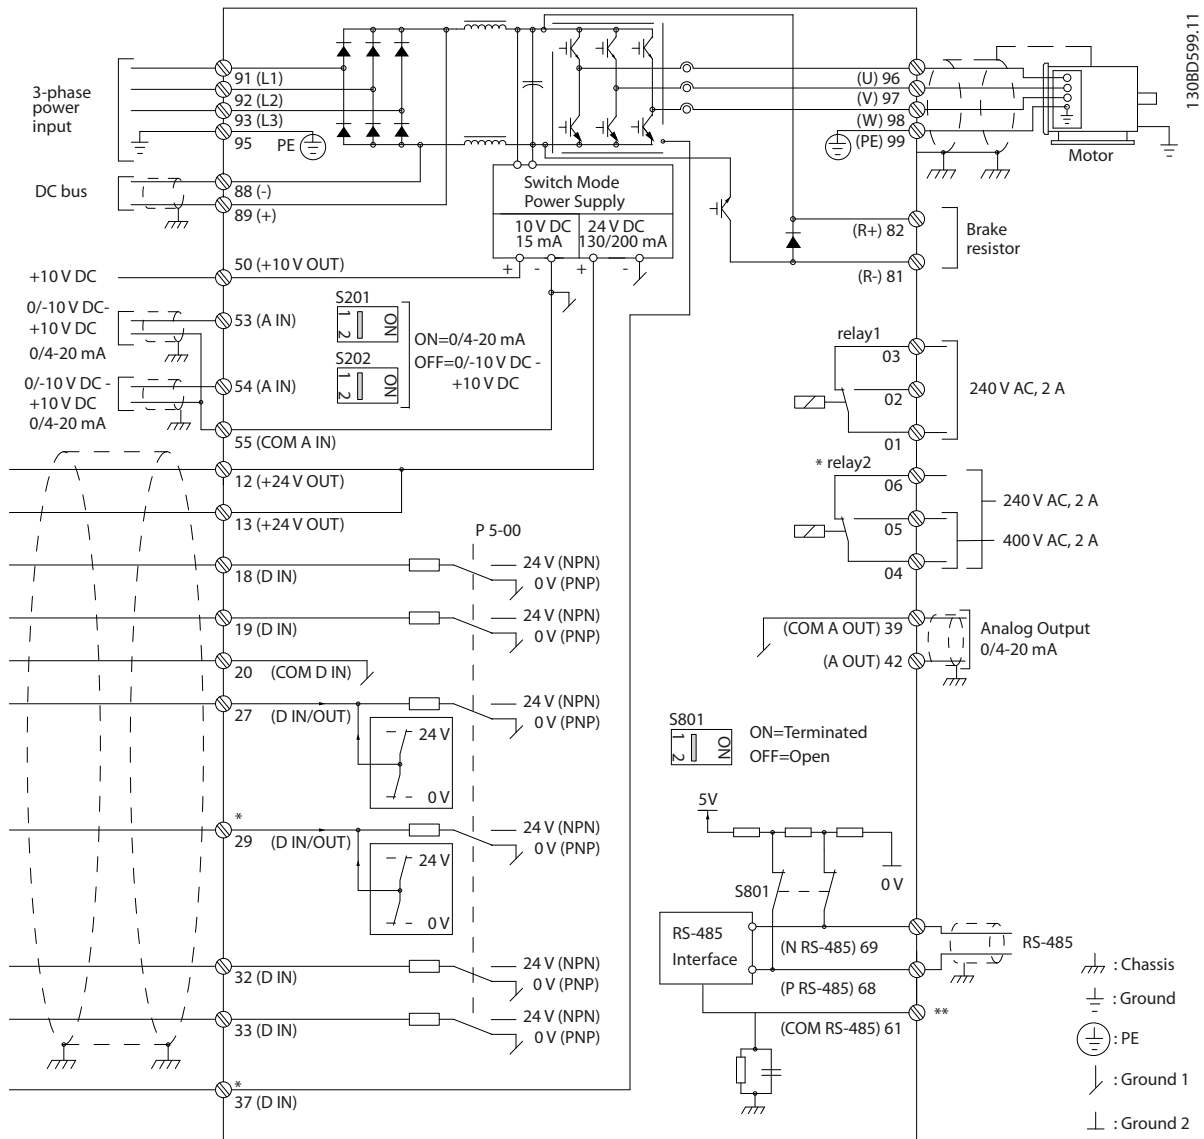 130BD599.11
3-phase
power
input
91 (L1)
92 (L2)
93 (L3)
95
PE
(U) 96
(V) 97
(W) 98
(PE) 99
Motor
DC bus
88 (-)
89 (+)
Switch Mode
Power Supply
10 V DC
15 mA
24 V DC
130/200 mA
+ - + -
(R+) 82
(R-) 81
Brake
resistor
+10 V DC
50 (+10 V OUT)
0/-10 V DC-
+10 V DC
0/4-20 mA
53 (A IN)
S201
1 2 ON
S202
1 2 ON
ON=0/4-20 mA
OFF=0/-10 V DC -
+10 V DC
0/-10 V DC -
+10 V DC
0/4-20 mA
54 (A IN)
55 (COM A IN)
relay1
03
02
01
240 V AC, 2 A
* relay2
06
05
04
240 V AC, 2 A
400 V AC, 2 A
12 (+24 V OUT)
13 (+24 V OUT)
P 5-00
18 (D IN)
24 V (NPN)
0 V (PNP)
19 (D IN)
24 V (NPN)
0 V (PNP)
20 (COM D IN)
27 (D IN/OUT)
24 V (NPN)
0 V (PNP)
24 V
0 V
*
29 (D IN/OUT)
24 V (NPN)
0 V (PNP)
24 V
0 V
32 (D IN)
24 V (NPN)
0 V (PNP)
33 (D IN)
24 V (NPN)
0 V (PNP)
*
37 (D IN)
(COM A OUT) 39
(A OUT) 42
Analog Output
0/4-20 mA
S801
1 2 ON
ON=Terminated
OFF=Open
5V
0 V
S801
RS-485
Interface
(N RS-485) 69
(P RS-485) 68
(COM RS-485) 61
RS-485
**
: Chassis
: Ground
: PE
: Ground 1
: Ground 2